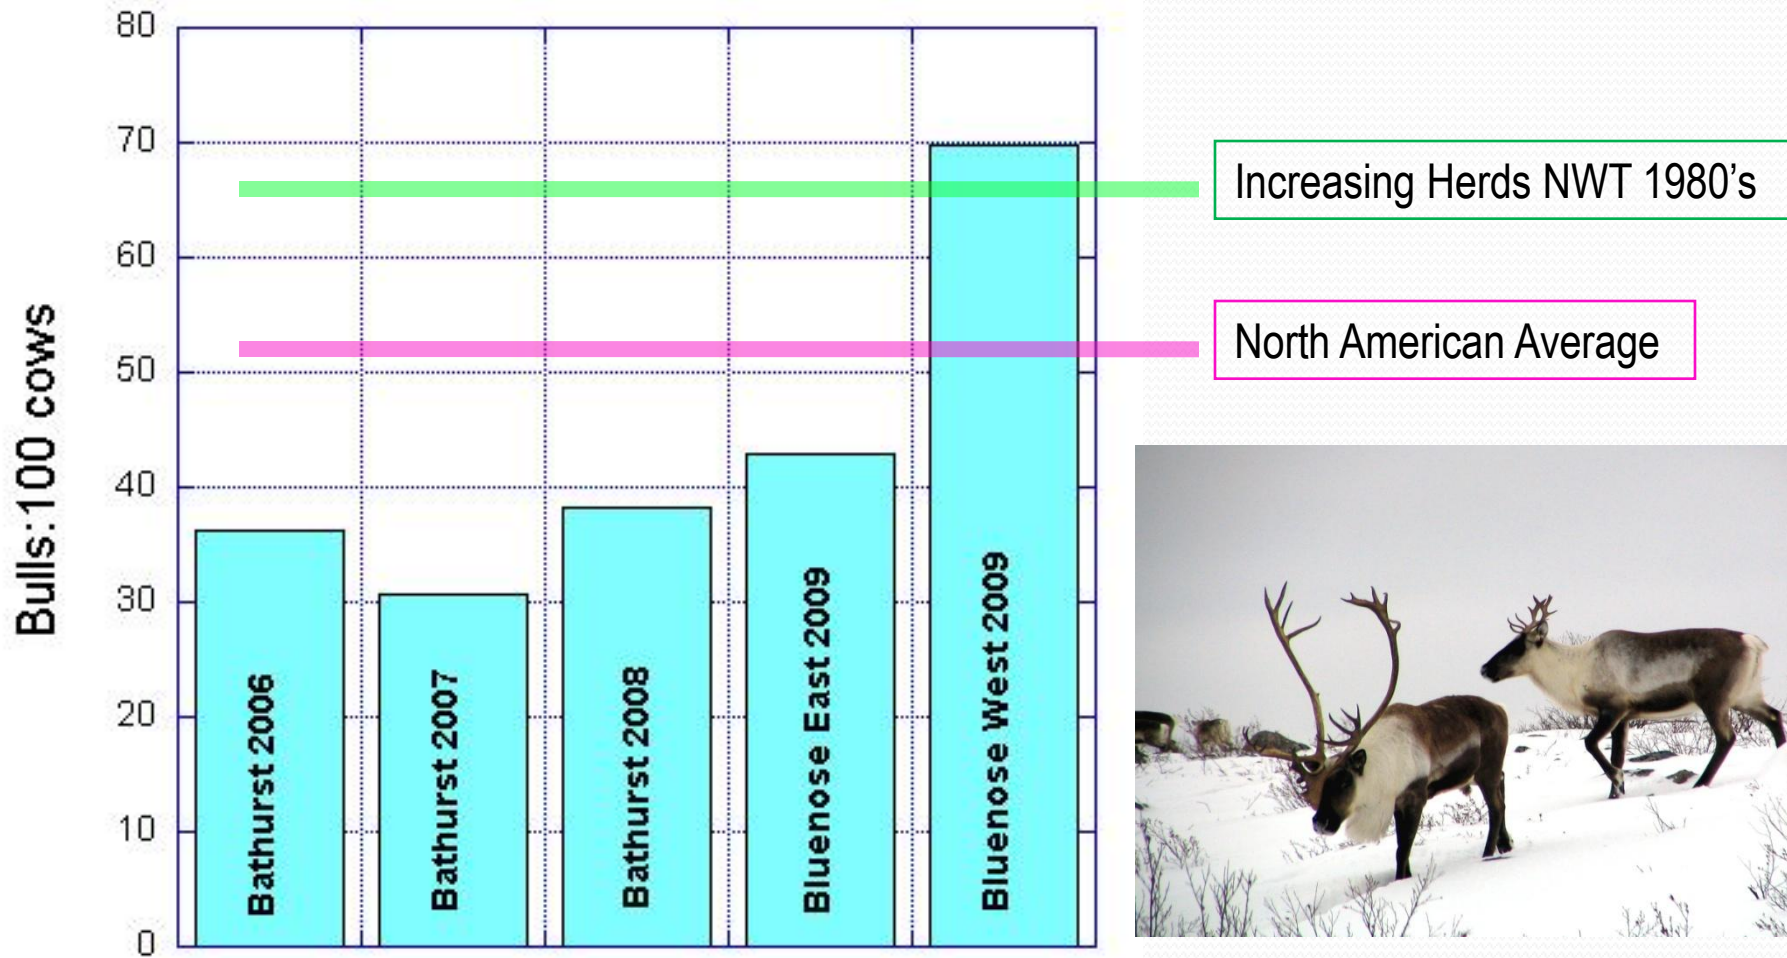 80
70
60
50
40
30
20
10
0
Bulls:100 cows
Bathurst 2006
Bathurst 2007
Bathurst 2008
Bluenose East 2009
Bluenose West 2009
Increasing Herds NWT 1980’s
North American Average